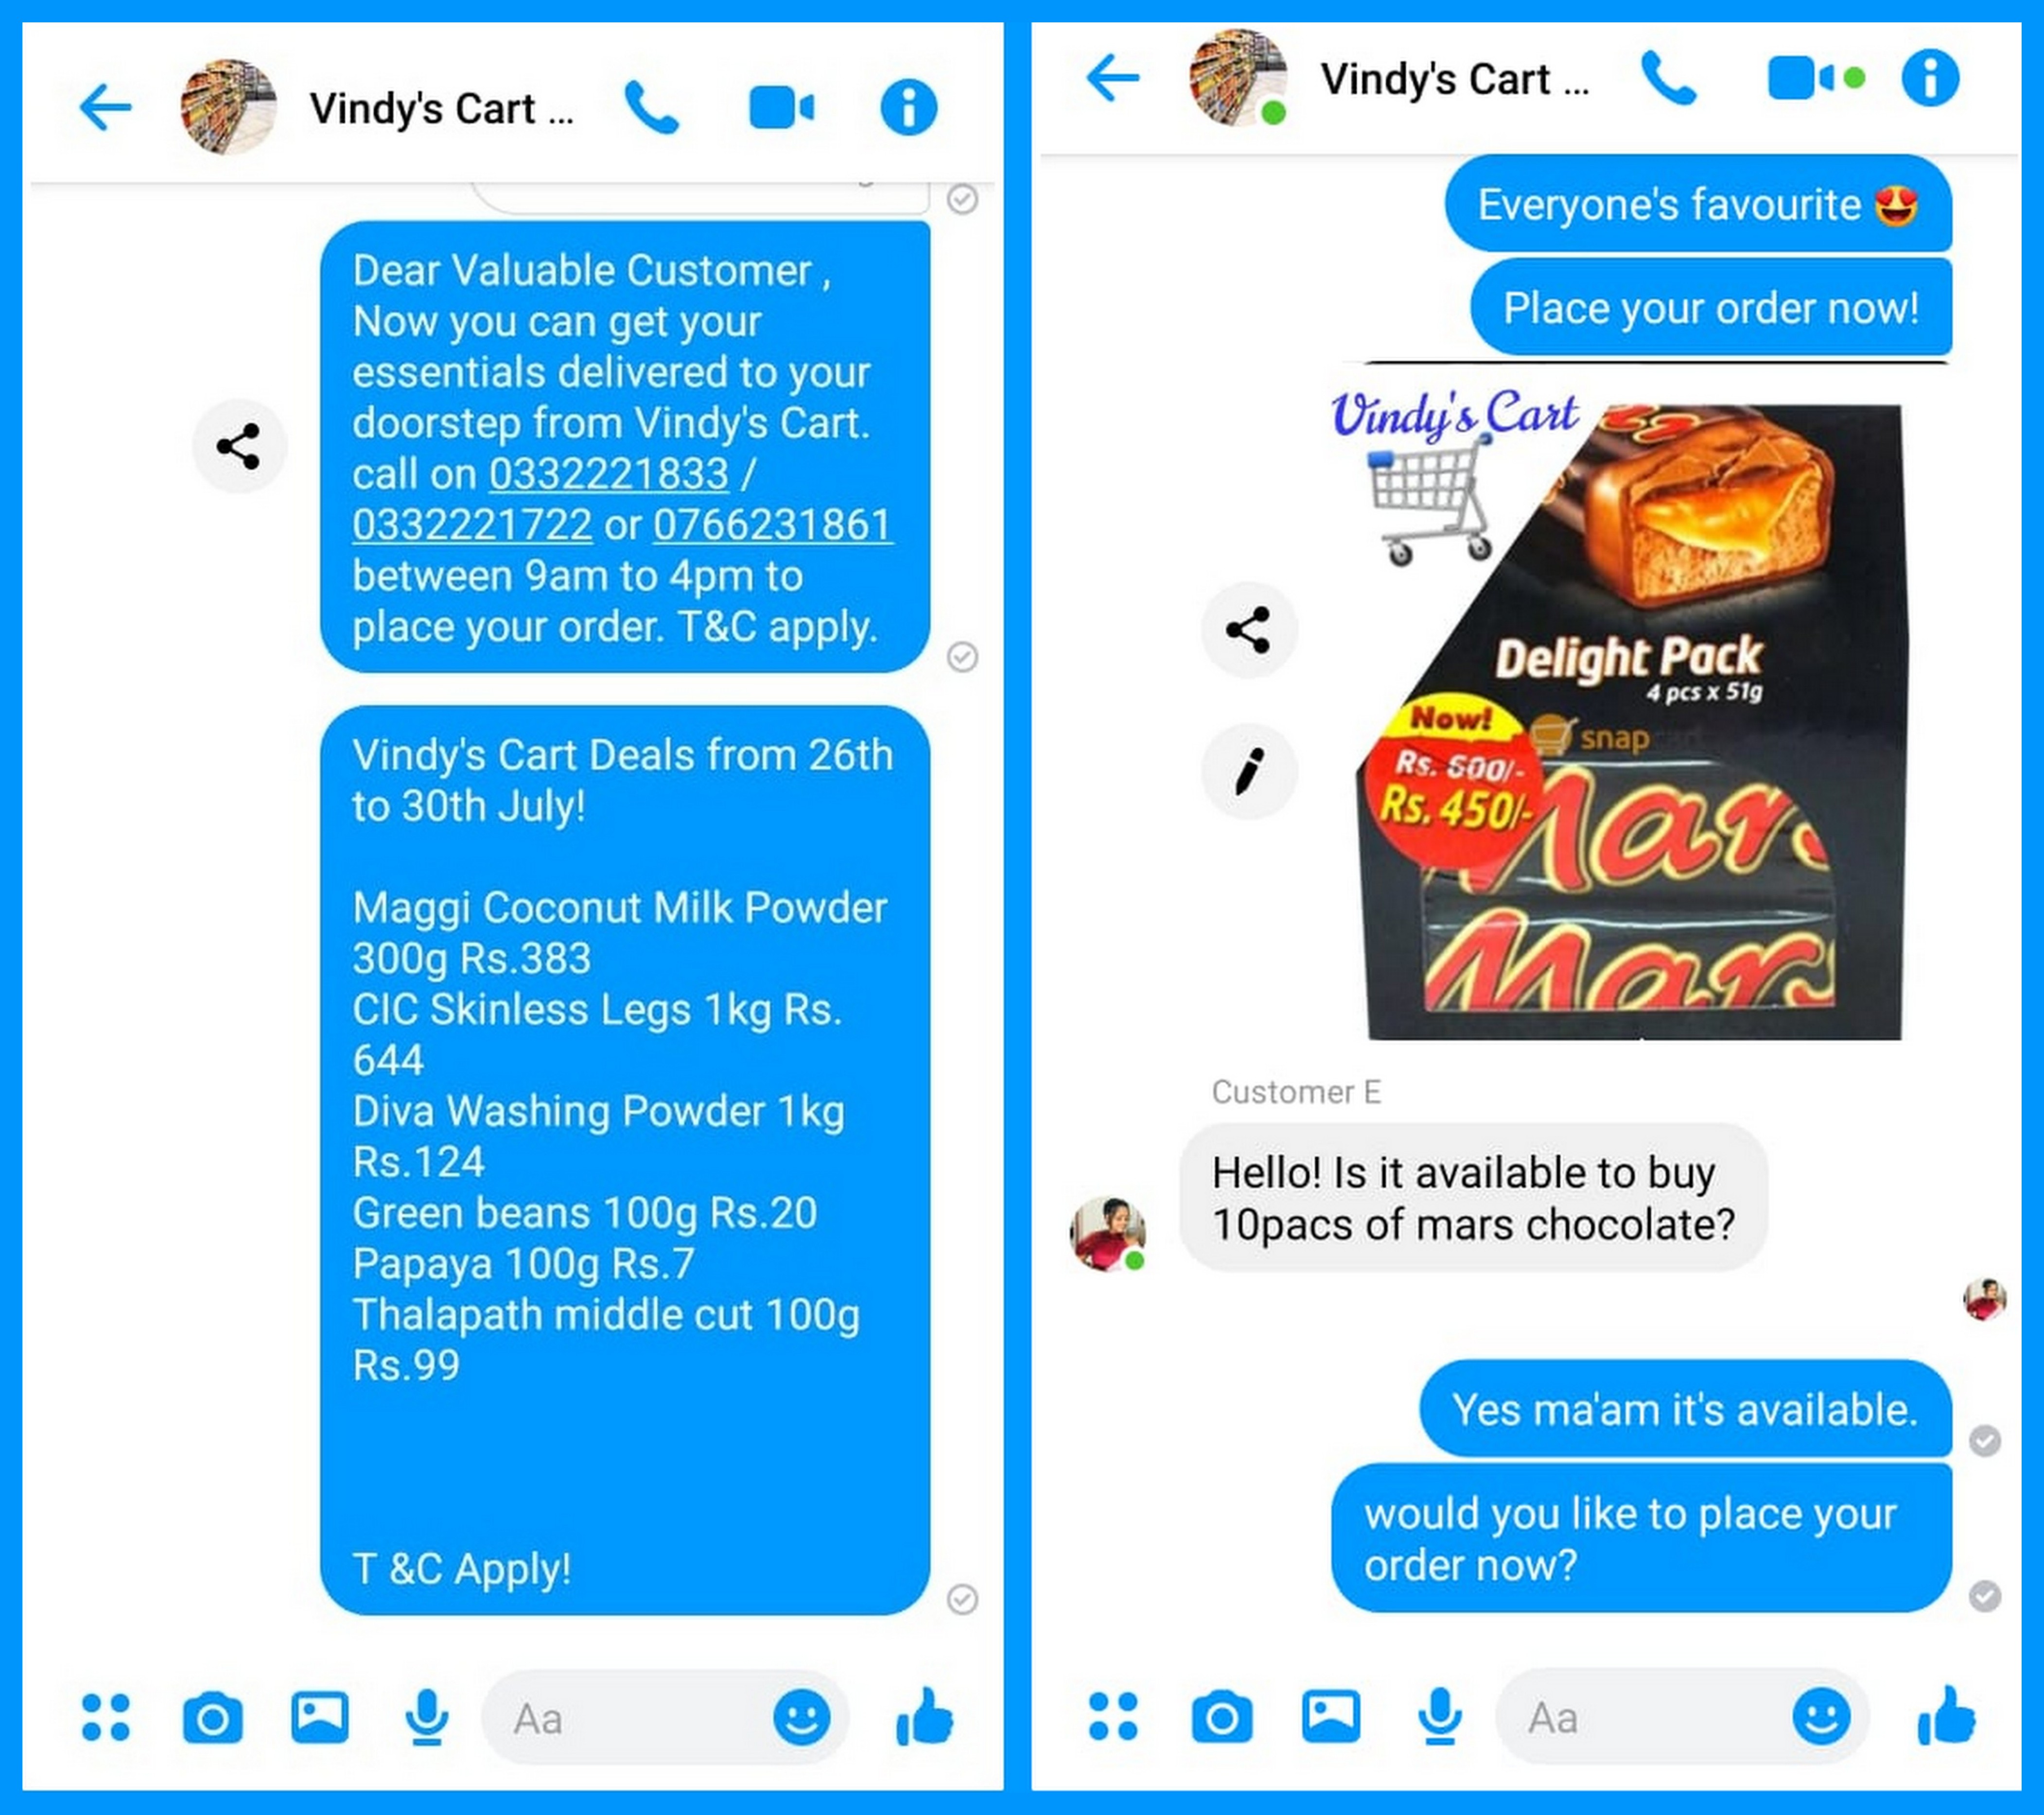 Vindy's Cart ...
Dear Valuable Customer ,
Now you can get your
essentials delivered to your
doorstep from Vindy's Cart.
call on 0332221833 /
0332221722 or 0766231861
between 9am to 4pm to
place your order. T&C apply.
Vindy's Cart Deals from 26th
to 30th July!
Maggi Coconut Milk Powder
300g Rs.383
CIC Skinless Legs 1kg Rs.
644
Diva Washing Powder 1kg
Rs.124
Green beans 100g Rs.20
Papaya 100g Rs.7
Thalapath middle cut 100g
Rs.99
T &C Apply!
Aa
Vindy's Cart ...
Everyone's favourite 😍
Place your order now!
Vindy's Cart
Delight Pack
4 pcs x 51g
Now!
snap
Rs. 600/-
Rs. 450/-
Mars
Mars
Customer E
Hello! Is it available to buy
10pacs of mars chocolate?
Yes ma'am it's available.
would you like to place your
order now?
Aa